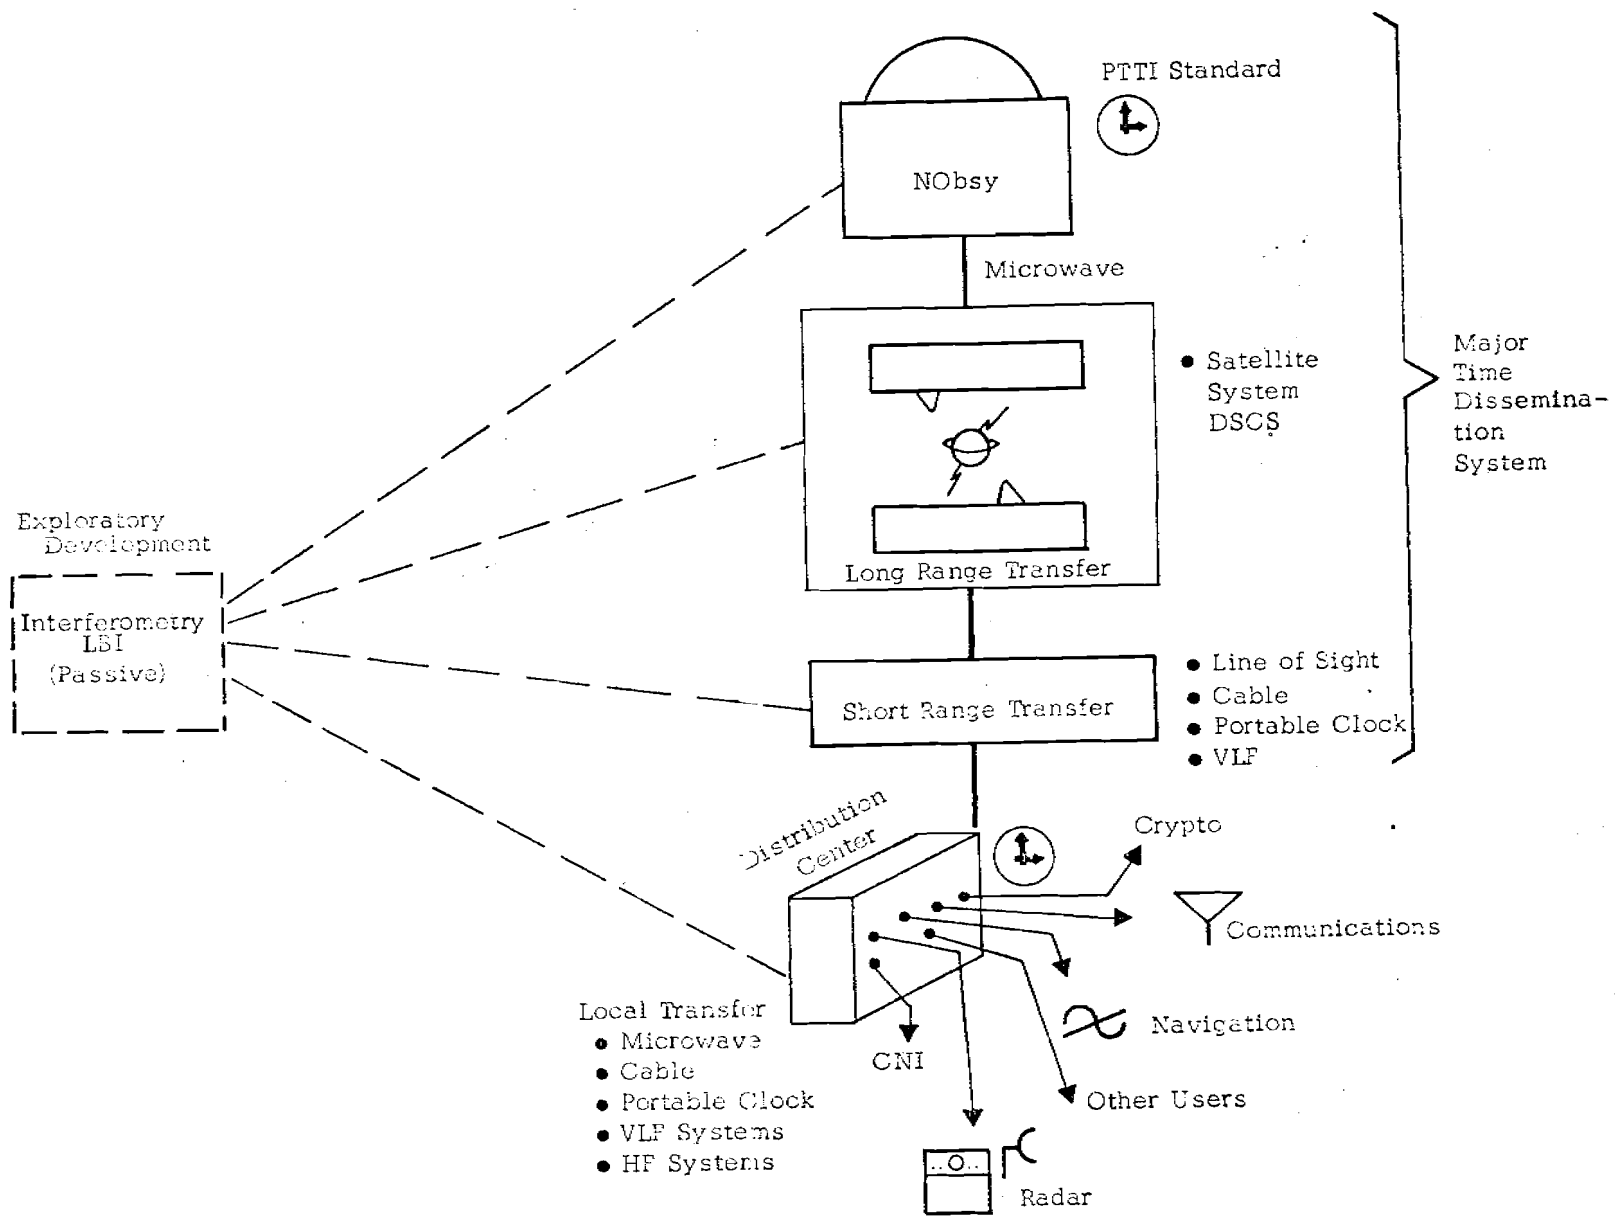 PTTI Standard
NObsy
Microwave
Satellite
System
DSCS
Long Range Transfer
Major
Time
Dissemina-
tion
System
Exploratory
Development
Interferometry
LBI
(Passive)
Short Range Transfer
Line of Sight
Cable
Portable Clock
VLF
Distribution
Center
Crypto
Communications
Navigation
Other Users
CNI
Radar
Local Transfer
Microwave
Cable
Portable Clock
VLF Systems
HF Systems